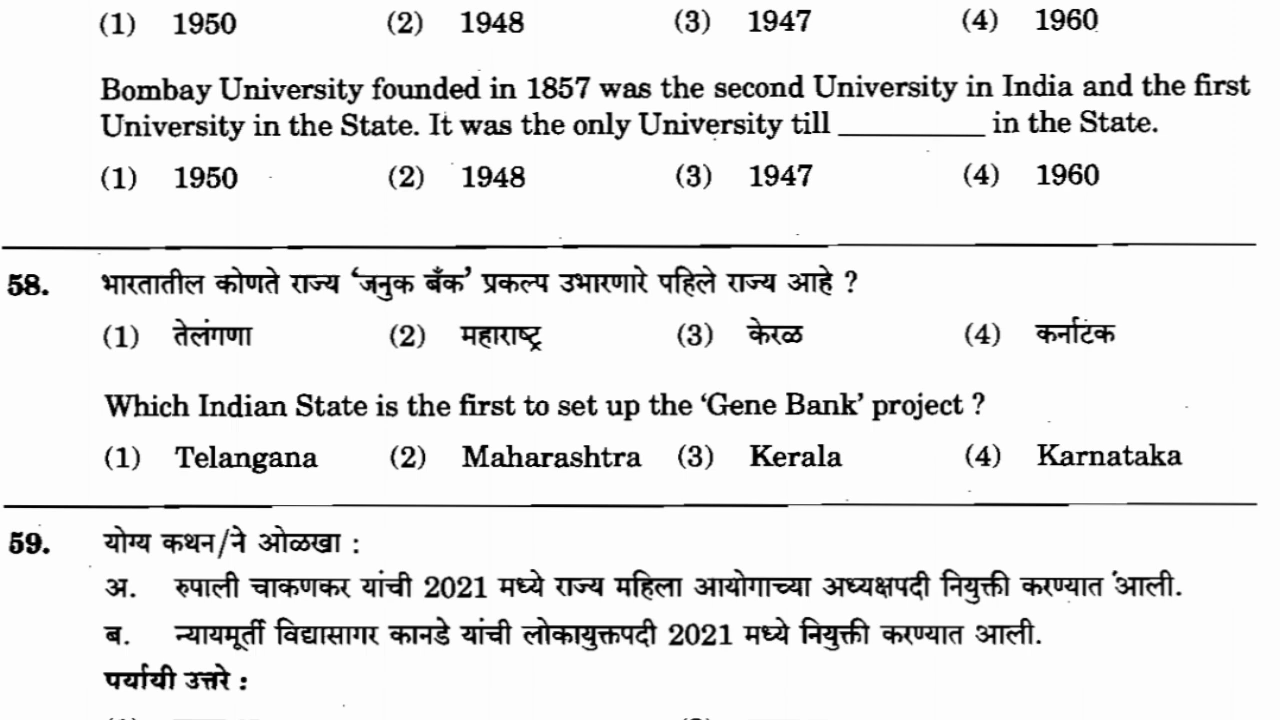 (1) 1950 (2) 1948 (3) 1947 (4) 1960
Bombay University founded in 1857 was the second University in India and the first
University in the State. It was the only University till __________ in the State.
(1) 1950 (2) 1948 (3) 1947 (4) 1960
58. भारतातील कोणते राज्य ‘जनुक बँक’ प्रकल्प उभारणारे पहिले राज्य आहे ?
(1) तेलंगणा (2) महाराष्ट्र (3) केरळ (4) कर्नाटक
Which Indian State is the first to set up the ‘Gene Bank’ project ?
(1) Telangana (2) Maharashtra (3) Kerala (4) Karnataka
59. योग्य कथन/ने ओळखा :
अ. रुपाली चाकणकर यांची 2021 मध्ये राज्य महिला आयोगाच्या अध्यक्षपदी नियुक्ती करण्यात आली.
ब. न्यायमूर्ती विद्यासागर कानडे यांची लोकायुक्तपदी 2021 मध्ये नियुक्ती करण्यात आली.
पर्यायी उत्तरे :